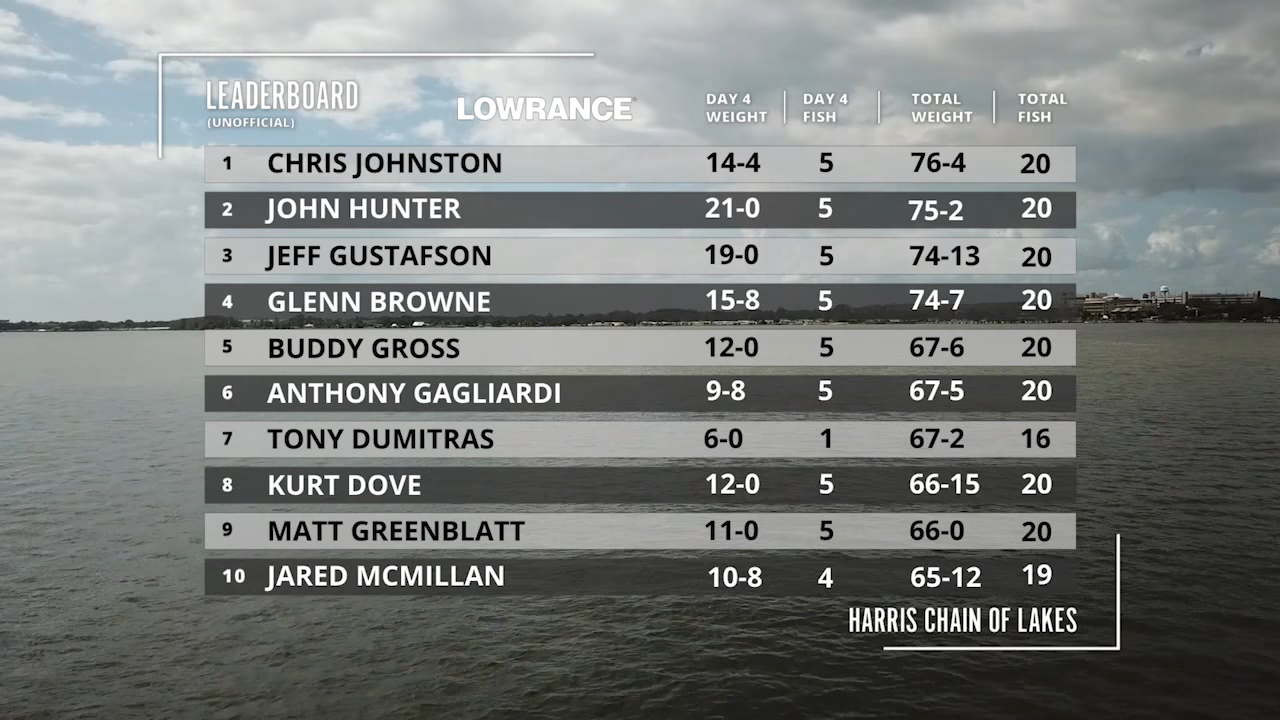 LEADERBOARD
(UNOFFICIAL)
LOWRANCE
DAY 4 WEIGHT
DAY 4 FISH
TOTAL WEIGHT
TOTAL FISH
1 CHRIS JOHNSTON 14-4 5 76-4 20
2 JOHN HUNTER 21-0 5 75-2 20
3 JEFF GUSTAFSON 19-0 5 74-13 20
4 GLENN BROWNE 15-8 5 74-7 20
5 BUDDY GROSS 12-0 5 67-6 20
6 ANTHONY GAGLIARDI 9-8 5 67-5 20
7 TONY DUMITRAS 6-0 1 67-2 16
8 KURT DOVE 12-0 5 66-15 20
9 MATT GREENBLATT 11-0 5 66-0 20
10 JARED MCMILLAN 10-8 4 65-12 19
HARRIS CHAIN OF LAKES